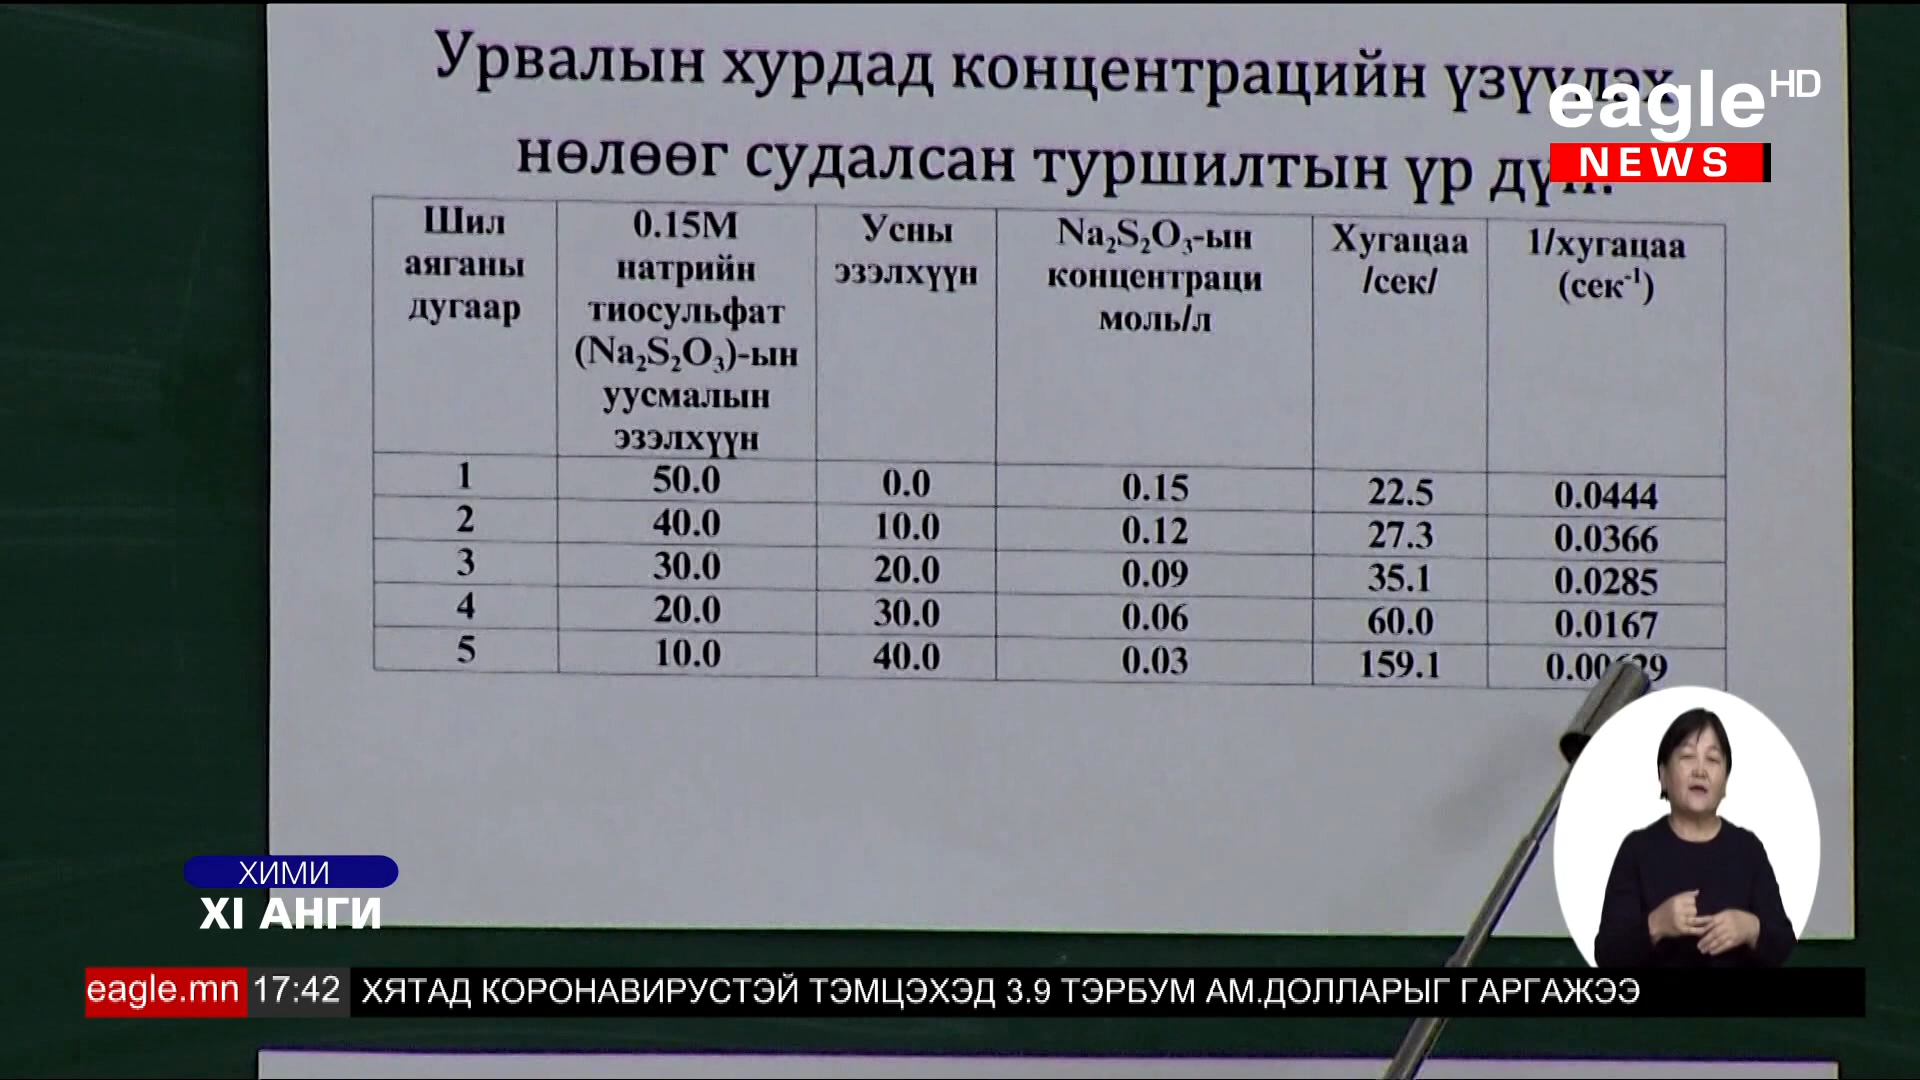 Урвалын хурдад концентрацийн үзүүлэх
нөлөөг судалсан туршилтын үр дүн.
eagle HD
NEWS
Шил аяганы дугаар
0.15М натрийн тиосульфат (Na₂S₂O₃)-ын уусмалын эзэлхүүн
Усны эзэлхүүн
Na₂S₂O₃-ын концентраци моль/л
Хугацаа /сек/
1/хугацаа (сек⁻¹)
1 50.0 0.0 0.15 22.5 0.0444
2 40.0 10.0 0.12 27.3 0.0366
3 30.0 20.0 0.09 35.1 0.0285
4 20.0 30.0 0.06 60.0 0.0167
5 10.0 40.0 0.03 159.1
ХИМИ
XI АНГИ
eagle.mn 17:42 ХЯТАД КОРОНАВИРУСТЭЙ ТЭМЦЭХЭД 3.9 ТЭРБУМ АМ.ДОЛЛАРЫГ ГАРГАЖЭЭ